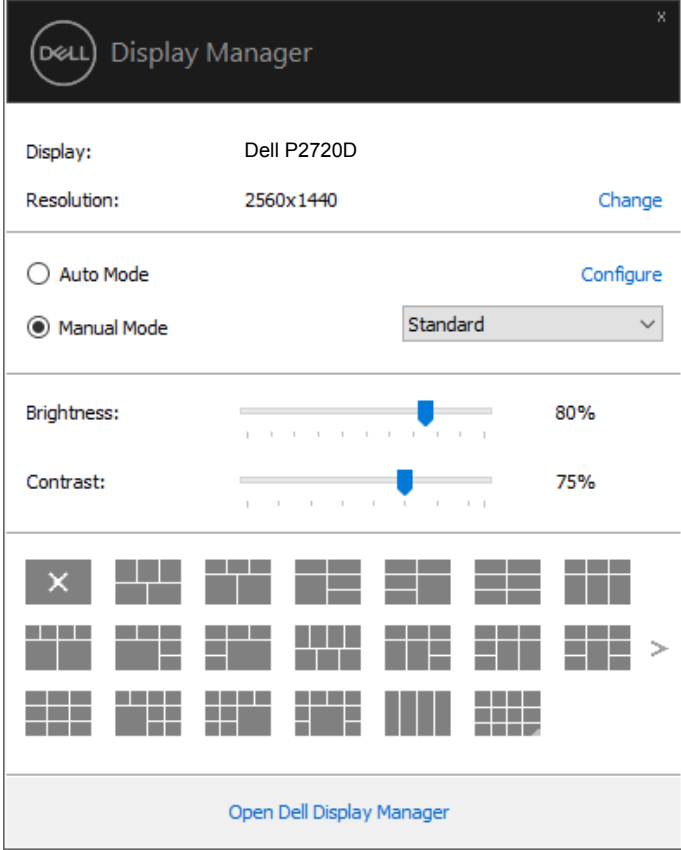 x
DELL Display Manager
Display: Dell P2720D
Resolution: 2560x1440 Change
Auto Mode Configure
Manual Mode Standard
Brightness: 80%
Contrast: 75%
>
Open Dell Display Manager